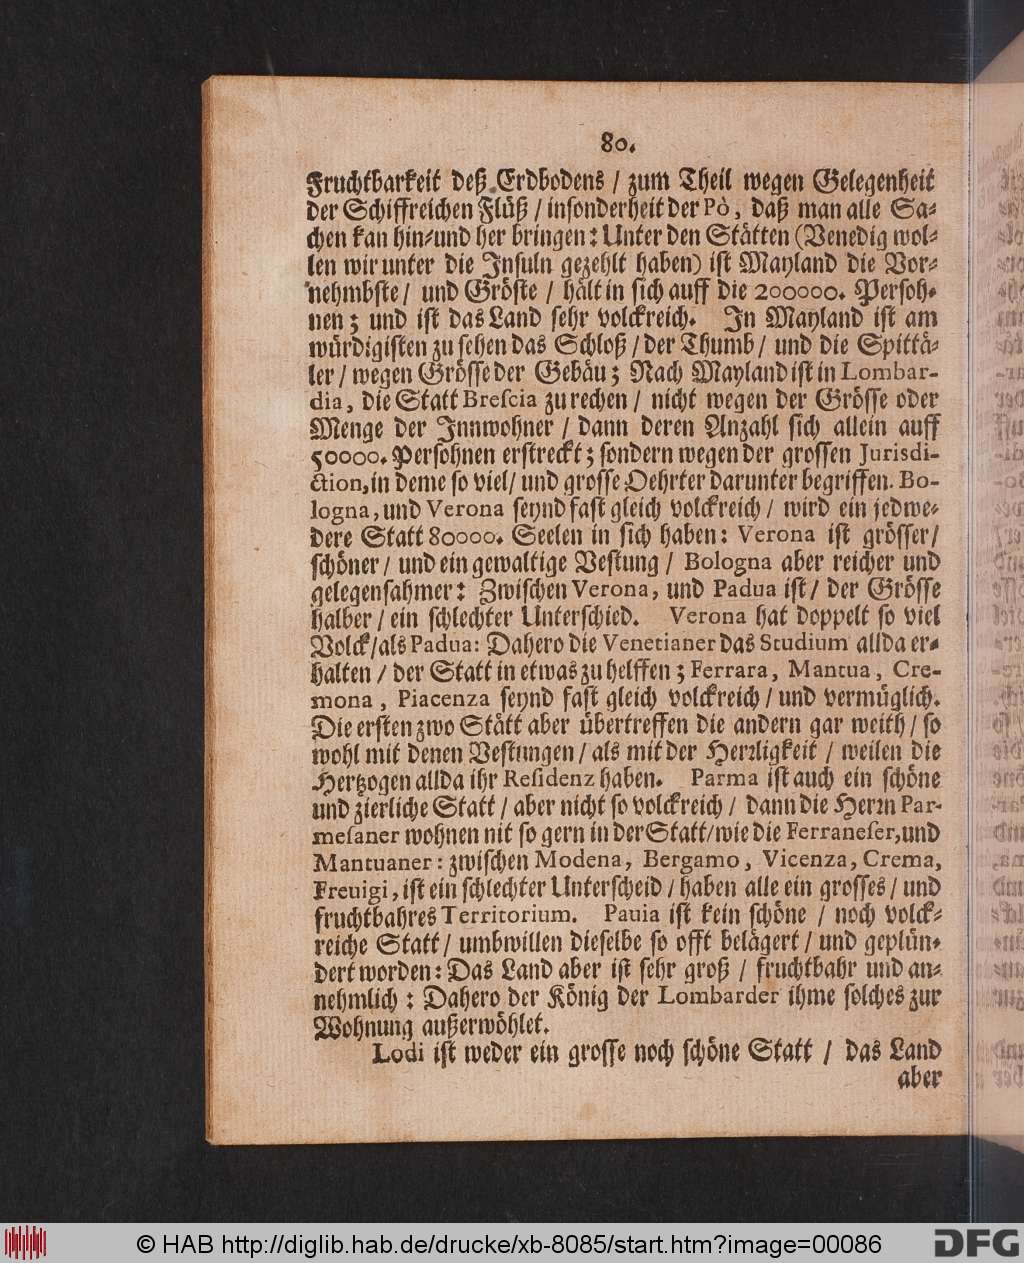 80.
Fruchtbarkeit deß Erdbodens / zum Theil wegen Gelegenheit
der Schiffreichen Flüß / inſonderheit der Pò, daß man alle Sa⸗
chen kan hin⸗und her bringen: Unter den Stätten (Venedig wol⸗
len wir unter die Inſuln gezehlt haben) iſt Mayland die Vor⸗
nehmbſte / und Gröſte / hält in ſich auff die 200000. Perſoh⸗
nen ; und iſt das Land ſehr volckreich. In Mayland iſt am
würdigiſten zu ſehen das Schloß / der Thumb / und die Spittä⸗
ler / wegen Gröſſe der Gebäu ; Nach Mayland iſt in Lombar-
dia, die Statt Breſcia zu rechen / nicht wegen der Gröſſe oder
Menge der Innwohner / dann deren Anzahl ſich allein auff
50000. Perſohnen erſtreckt ; ſondern wegen der groſſen Jurisdi-
ction, in deme ſo viel / und groſſe Oehrter darunter begriffen. Bo-
logna, und Verona ſeynd faſt gleich volckreich / wird ein jedwe⸗
dere Statt 80000. Seelen in ſich haben: Verona iſt gröſſer /
ſchöner / und ein gewaltige Veſtung / Bologna aber reicher und
gelegenſahmer: Zwiſchen Verona, und Padua iſt / der Gröſſe
halber / ein ſchlechter Unterſchied. Verona hat doppelt ſo viel
Volck / als Padua: Dahero die Venetianer das Studium allda er⸗
halten / der Statt in etwas zu helffen ; Ferrara, Mantua, Cre-
mona, Piacenza ſeynd faſt gleich volckreich / und vermüglich.
Die erſten zwo Stätt aber übertreffen die andern gar weith / ſo
wohl mit denen Veſtungen / als mit der Herꝛligkeit / weilen die
Hertzogen allda ihr Reſidenz haben. Parma iſt auch ein ſchöne
und zierliche Statt / aber nicht ſo volckreich / dann die Herꝛn Par-
meſaner wohnen nit ſo gern in der Statt / wie die Ferraneſer, und
Mantuaner: zwiſchen Modena, Bergamo, Vicenza, Crema,
Freuigi, iſt ein ſchlechter Unterſcheid / haben alle ein groſſes / und
fruchtbahres Territorium. Pauia iſt kein ſchöne / noch volck⸗
reiche Statt / umbwillen dieſelbe ſo offt belägert / und geplün⸗
dert worden: Das Land aber iſt ſehr groß / fruchtbahr und an⸗
nehmlich: Dahero der König der Lombarder ihme ſolches zur
Wohnung außerwöhlet.
Lodi iſt weder ein groſſe noch ſchöne Statt / das Land
aber
© HAB http://diglib.hab.de/drucke/xb-8085/start.htm?image=00086
DFG